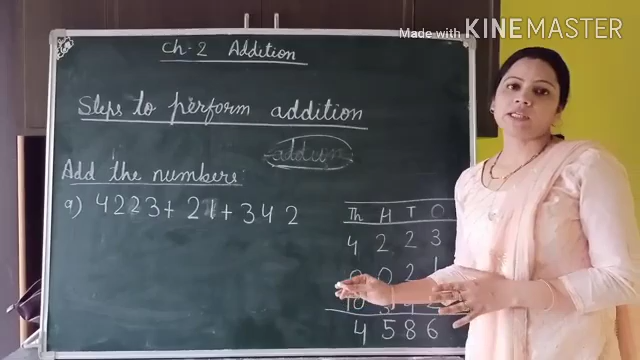 Made with KINEMASTER
Ch-2 Addition
Steps to perform addition
addition
Add the numbers:
a) 4223+ 21+ 342
Th H T O
4 2 2 3
0 0 2 1
4 5 8 6